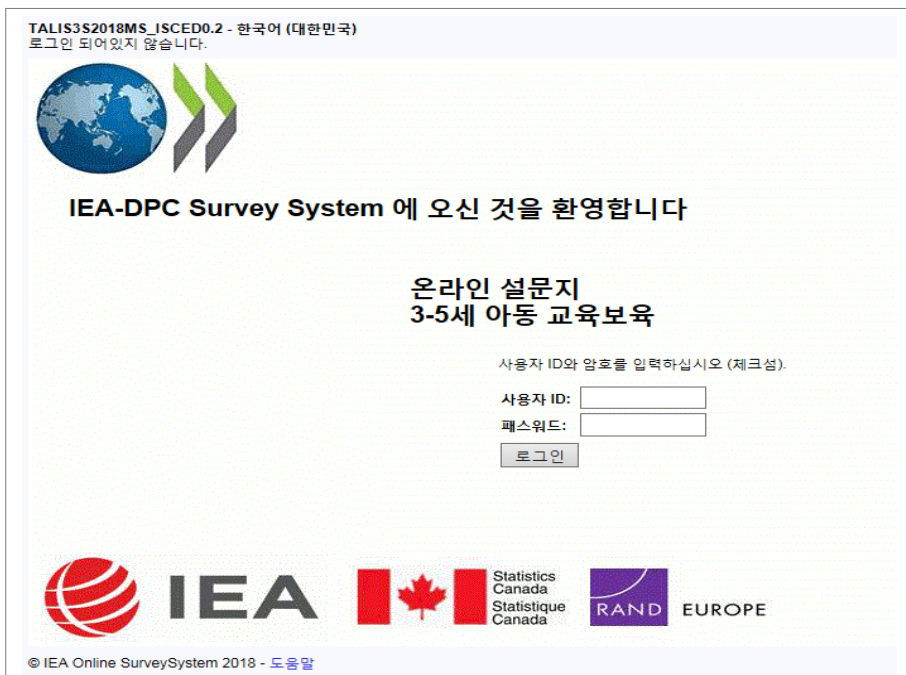 TALIS3S2018MS_ISCED0.2 - 한국어 (대한민국)
로그인 되어있지 않습니다.
IEA-DPC Survey System 에 오신 것을 환영합니다
온라인 설문지
3-5세 아동 교육보육
사용자 ID와 암호를 입력하십시오 (체크섬).
사용자 ID:
패스워드:
로그인
IEA
Statistics
Canada
Statistique
Canada
RAND EUROPE
© IEA Online SurveySystem 2018 - 도움말